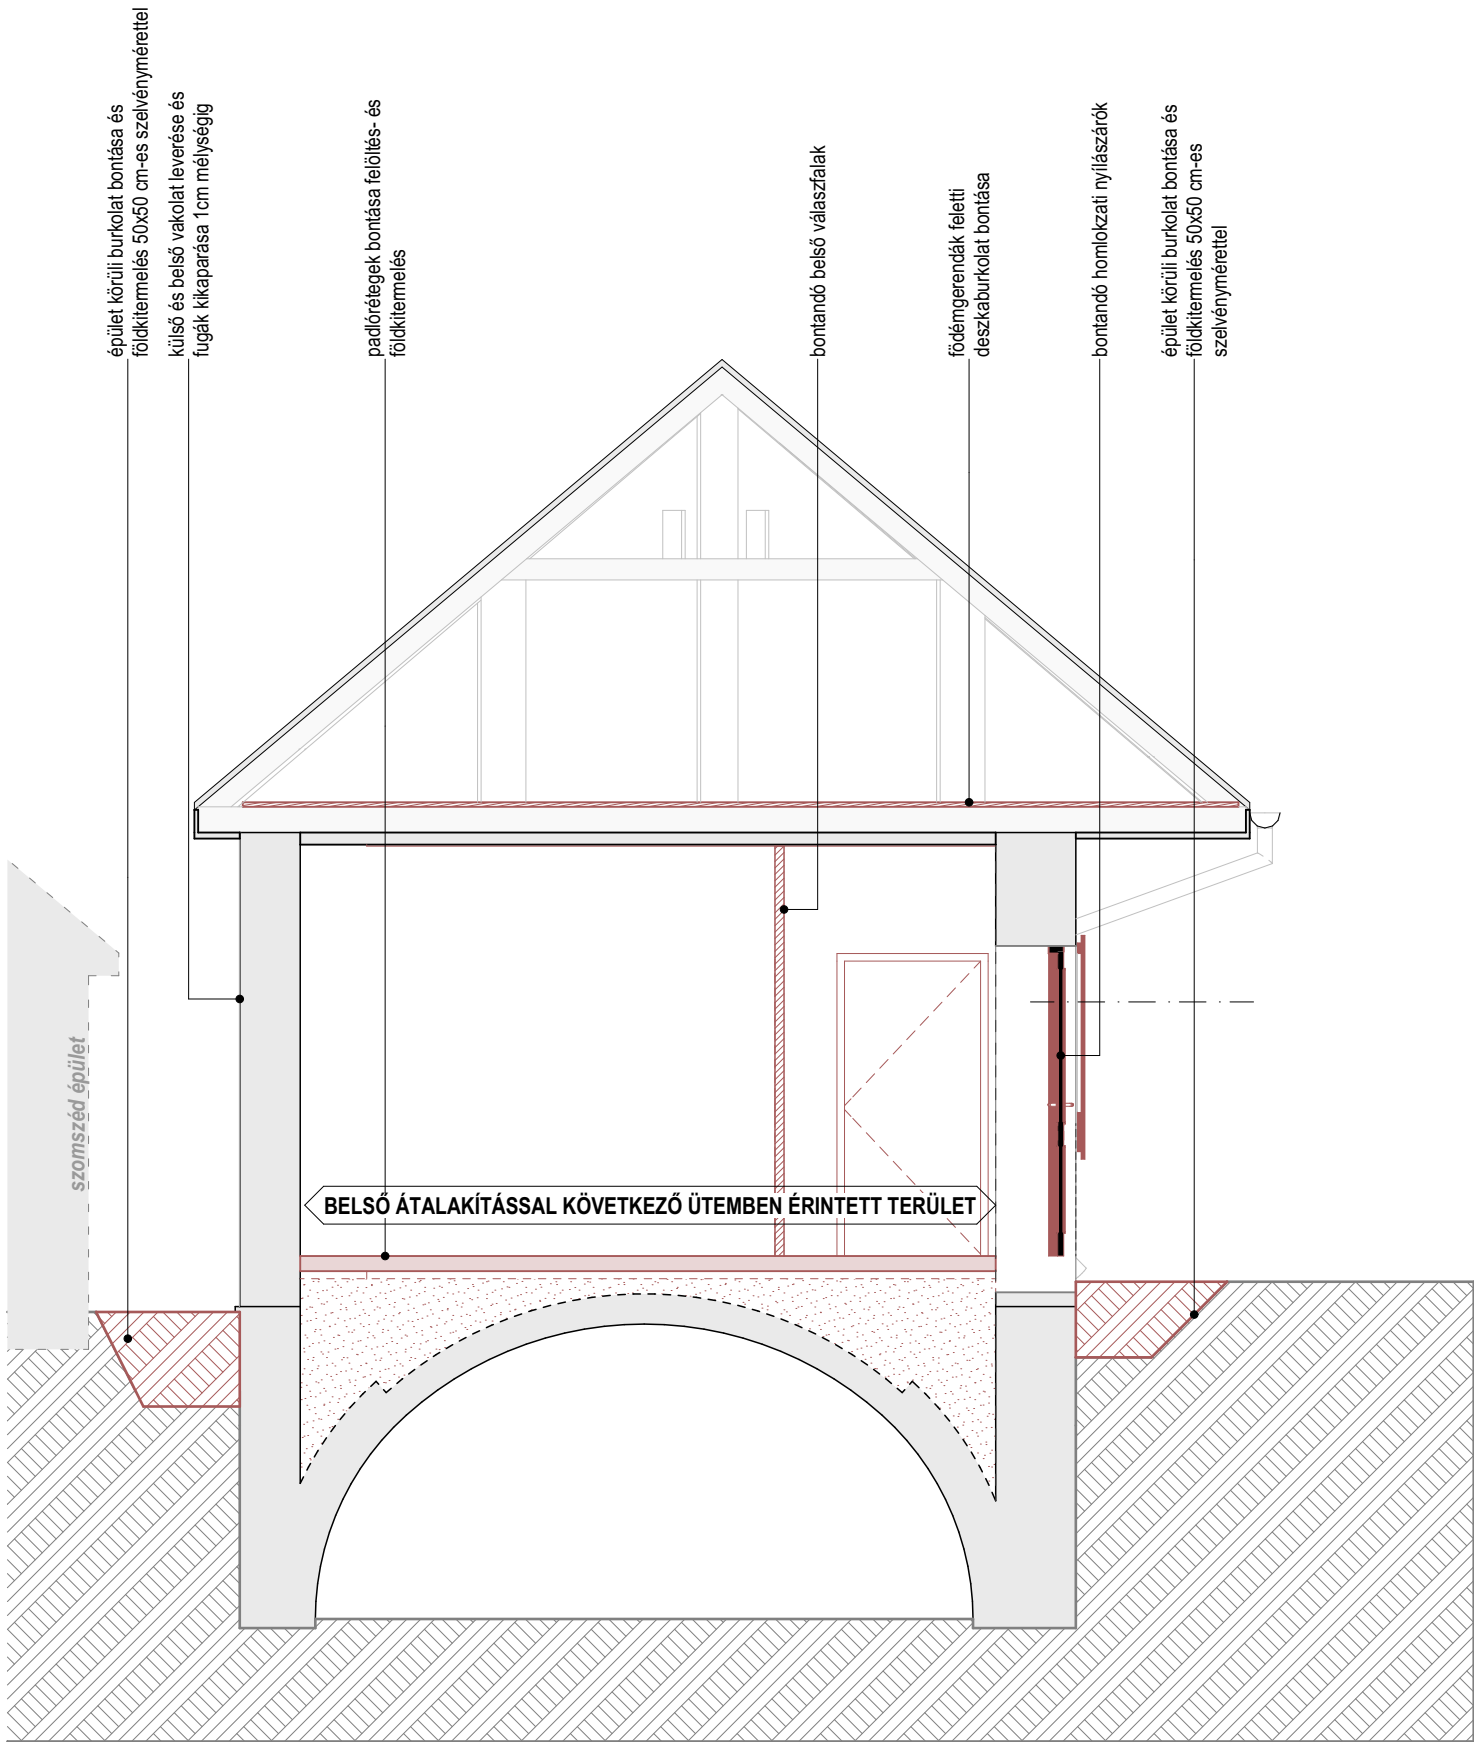 épület körüli burkolat bontása és
földkitermelés 50x50 cm-es szelvénymérettel
külső és belső vakolat leverése és
fugák kikaparása 1cm mélységig
padlórétegek bontása felöltés- és
földkitermelés
bontandó belső válaszfalak
födémgerendák feletti
deszkaburkolat bontása
bontandó homlokzati nyílászárók
épület körüli burkolat bontása és
földkitermelés 50x50 cm-es
szelvénymérettel
szomszéd épület
BELSŐ ÁTALAKÍTÁSSAL KÖVETKEZŐ ÜTEMBEN ÉRINTETT TERÜLET